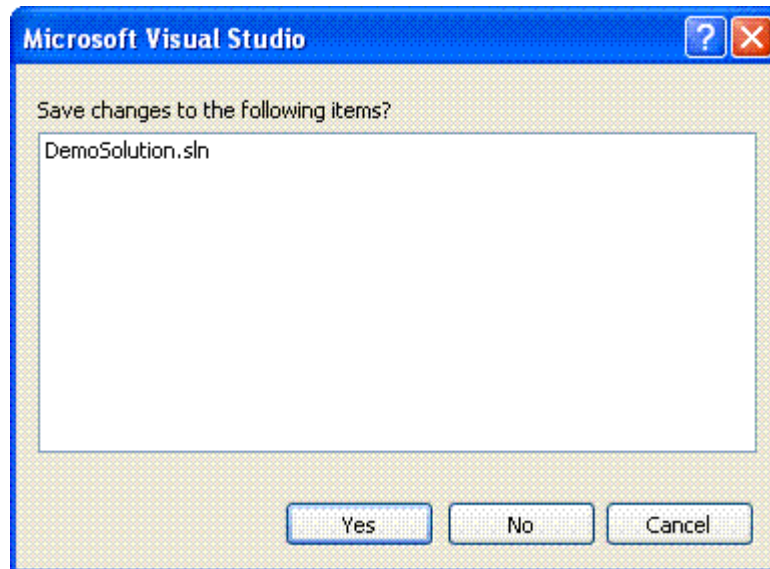 Microsoft Visual Studio
?
Save changes to the following items?
DemoSolution.sln
Yes No Cancel